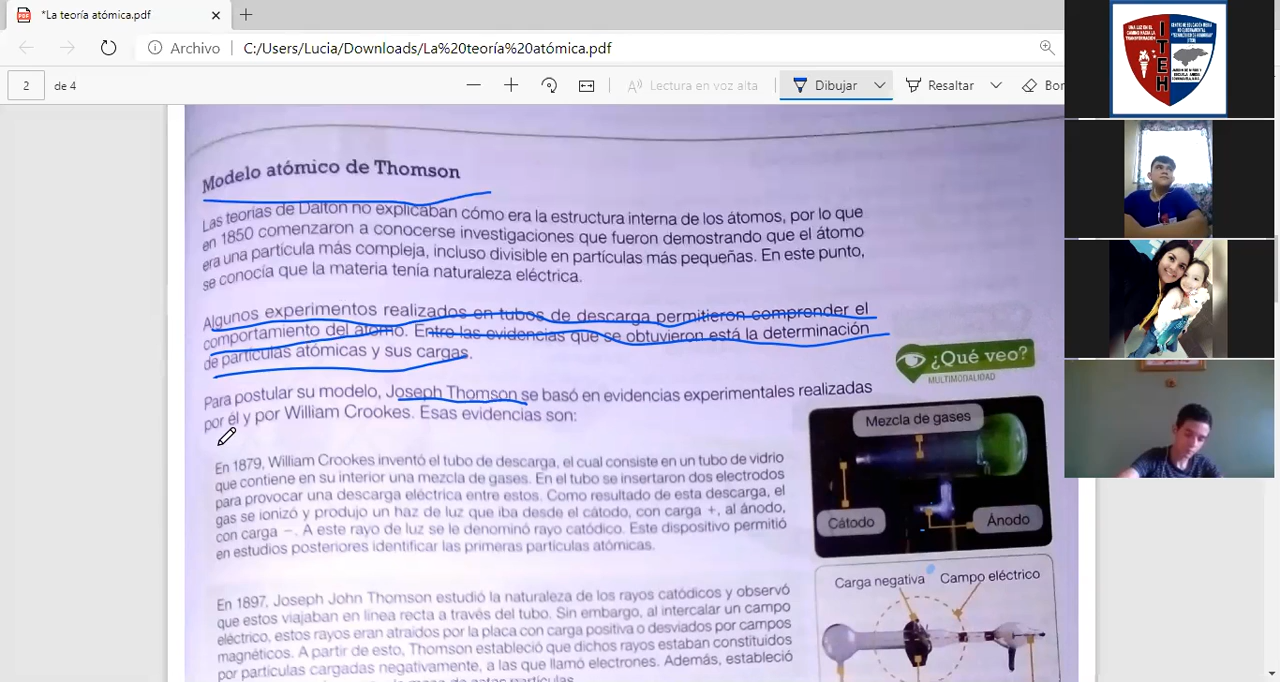 *La teoría atómica.pdf
Archivo
C:/Users/Lucia/Downloads/La%20teoría%20atómica.pdf
2 de 4
Lectura en voz alta
Dibujar
Resaltar
Bor
Modelo atómico de Thomson
Las teorías de Dalton no explicaban cómo era la estructura interna de los átomos, por lo que
en 1850 comenzaron a conocerse investigaciones que fueron demostrando que el átomo
era una partícula más compleja, incluso divisible en partículas más pequeñas. En este punto,
se conocía que la materia tenía naturaleza eléctrica.
Algunos experimentos realizados en tubos de descarga permitieron comprender el
comportamiento del átomo. Entre las evidencias que se obtuvieron está la determinación
de partículas atómicas y sus cargas.
Para postular su modelo, Joseph Thomson se basó en evidencias experimentales realizadas
por él y por William Crookes. Esas evidencias son:
En 1879, William Crookes inventó el tubo de descarga, el cual consiste en un tubo de vidrio
que contiene en su interior una mezcla de gases. En el tubo se insertaron dos electrodos
para provocar una descarga eléctrica entre estos. Como resultado de esta descarga, el
gas se ionizó y produjo un haz de luz que iba desde el cátodo, con carga +, al ánodo,
con carga –. A este rayo de luz se le denominó rayo catódico. Este dispositivo permitió
en estudios posteriores identificar las primeras partículas atómicas.
En 1897, Joseph John Thomson estudió la naturaleza de los rayos catódicos y observó
que estos viajaban en línea recta a través del tubo. Sin embargo, al intercalar un campo
eléctrico, estos rayos eran atraídos por la placa con carga positiva o desviados por campos
magnéticos. A partir de esto, Thomson estableció que dichos rayos estaban constituidos
por partículas cargadas negativamente, a las que llamó electrones. Además, estableció
¿Qué veo?
MULTIMODALIDAD
Mezcla de gases
Cátodo
Ánodo
Carga negativa
Campo eléctrico
ITEH